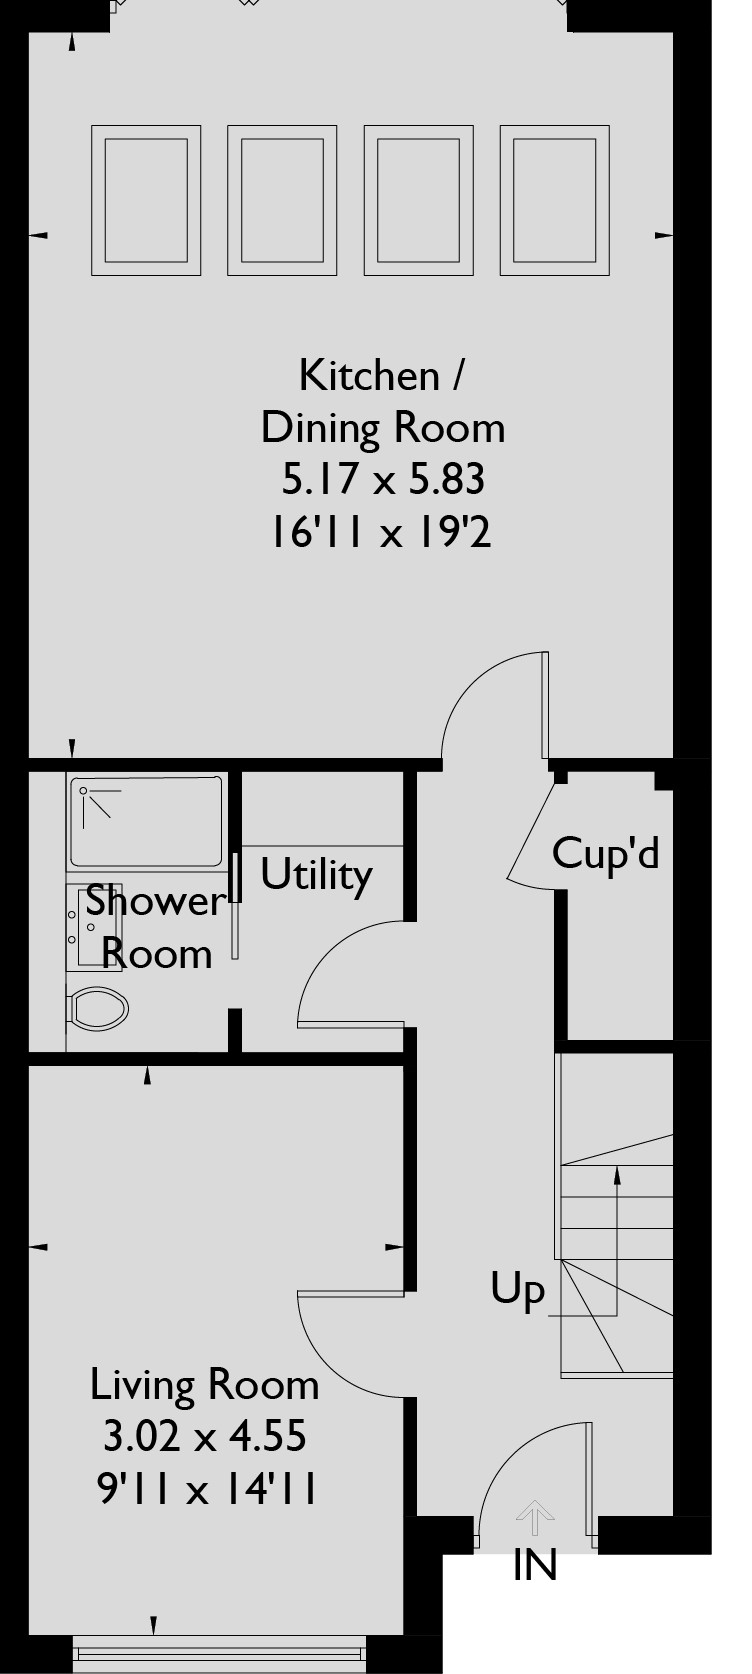 Kitchen /
Dining Room
5.17 x 5.83
16'11 x 19'2
Cup'd
Utility
Shower
Room
Up
Living Room
3.02 x 4.55
9'11 x 14'11
IN